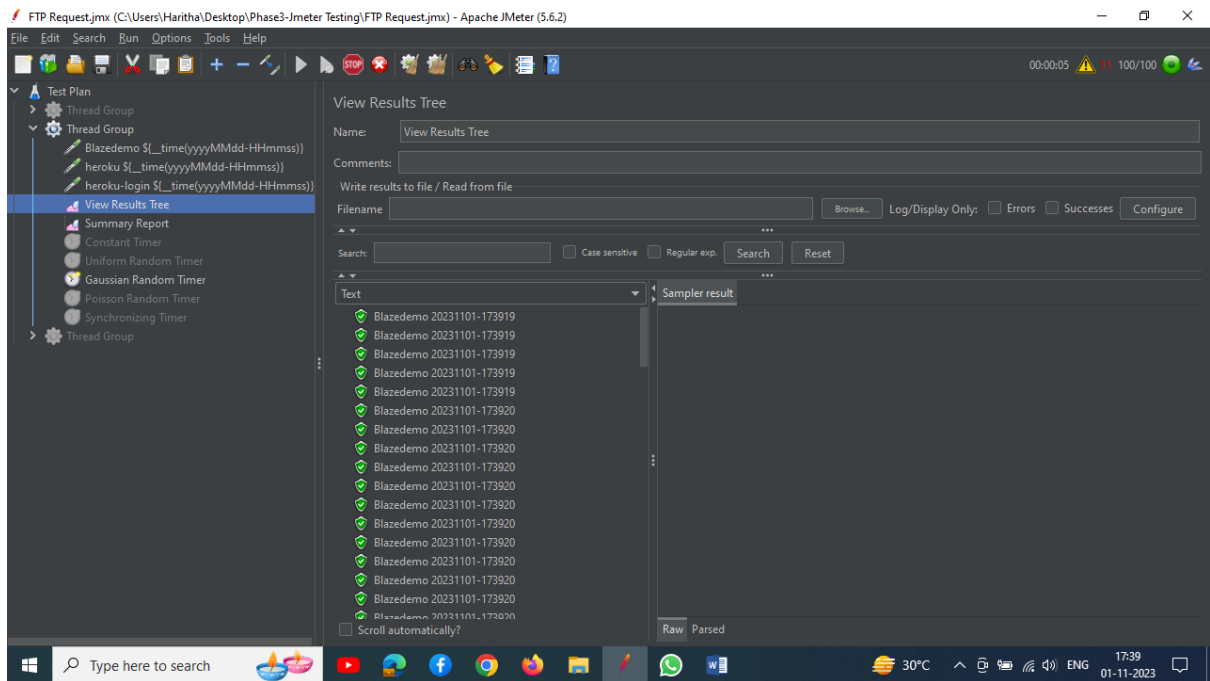 FTP Request.jmx (C:\Users\Haritha\Desktop\Phase3-Jmeter Testing\FTP Request.jmx) - Apache JMeter (5.6.2)
File Edit Search Run Options Tools Help
STOP
00:00:05 11 100/100
Test Plan
Thread Group
Thread Group
Blazedemo ${__time(yyyyMMdd-HHmmss)}
heroku ${__time(yyyyMMdd-HHmmss)}
heroku-login ${__time(yyyyMMdd-HHmmss)}
View Results Tree
Summary Report
Constant Timer
Uniform Random Timer
Gaussian Random Timer
Poisson Random Timer
Synchronizing Timer
Thread Group
View Results Tree
Name: View Results Tree
Comments:
Write results to file / Read from file
Filename Browse... Log/Display Only: Errors Successes Configure
Search: Case sensitive Regular exp. Search Reset
Text
Sampler result
Blazedemo 20231101-173919
Blazedemo 20231101-173919
Blazedemo 20231101-173919
Blazedemo 20231101-173919
Blazedemo 20231101-173919
Blazedemo 20231101-173920
Blazedemo 20231101-173920
Blazedemo 20231101-173920
Blazedemo 20231101-173920
Blazedemo 20231101-173920
Blazedemo 20231101-173920
Blazedemo 20231101-173920
Blazedemo 20231101-173920
Blazedemo 20231101-173920
Blazedemo 20231101-173920
Blazedemo 20231101-173920
Blazedemo 20231101-173920
Scroll automatically?
Raw Parsed
Type here to search
30°C ENG 17:39
01-11-2023